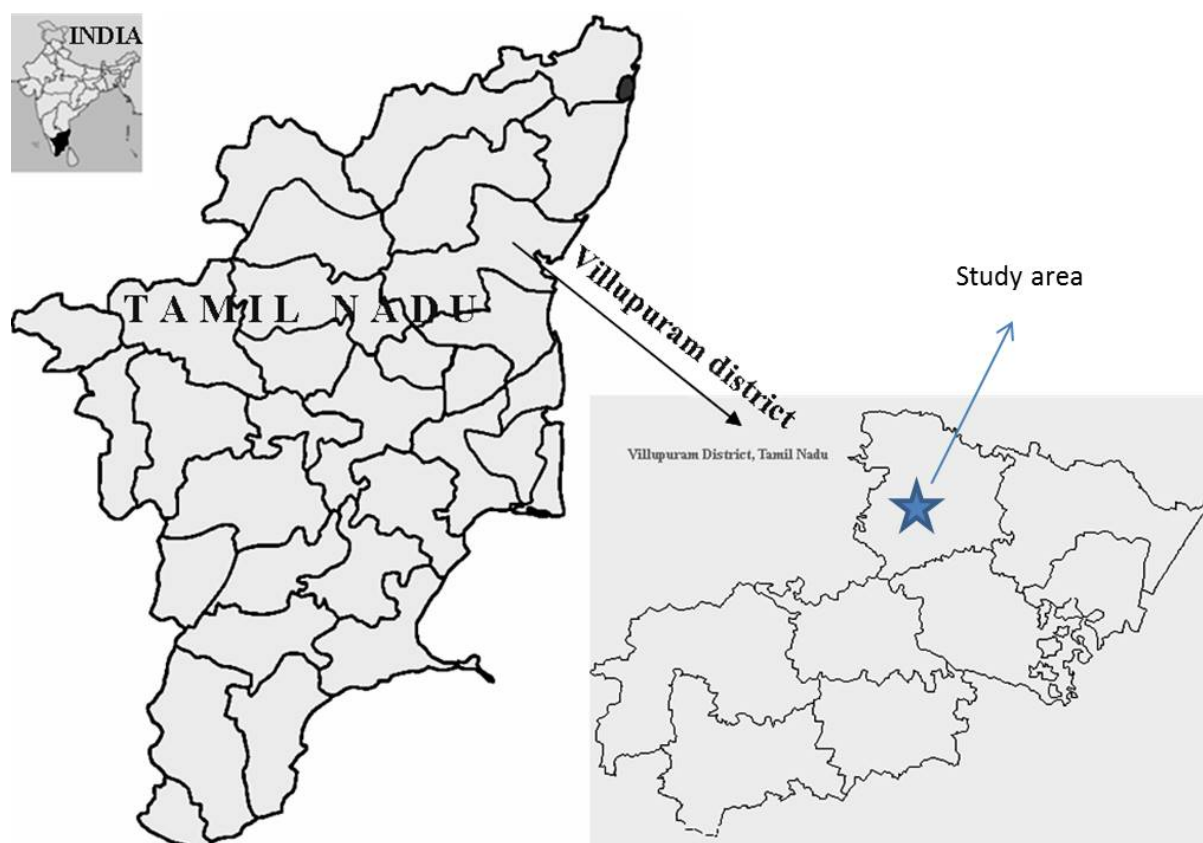 INDIA
TAMIL NADU
Villupuram district
Study area
Villupuram District, Tamil Nadu